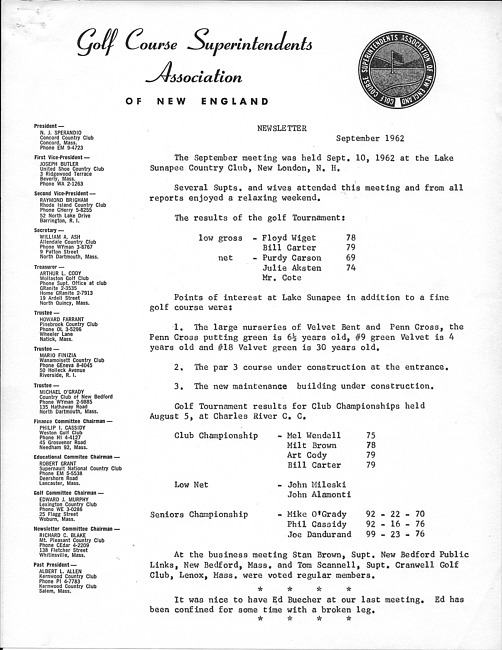 Golf Course Superintendents
Association
OF NEW ENGLAND
GOLF COURSE SUPERINTENDENTS ASSOCIATION OF NEW ENGLAND
President —
N. J. SPERANDIO
Concord Country Club
Concord, Mass.
Phone EM 9-4723
First Vice-President —
JOSEPH BUTLER
United Shoe Country Club
3 Ridgewood Terrace
Beverly, Mass.
Phone WA 2-1263
Second Vice-President —
RAYMOND BRIGHAM
Rhode Island Country Club
Phone CHerry 5-8255
52 North Lake Drive
Barrington, R. I.
Secretary —
WILLIAM A. ASH
Allendale Country Club
Phone WYman 3-8767
9 Patton Street
North Dartmouth, Mass.
Treasurer —
ARTHUR L. CODY
Wollaston Golf Club
Phone Supt. Office at club
GRanite 2-3535
Home GRanite 2-7913
19 Ardell Street
North Quincy, Mass.
Trustee —
HOWARD FARRANT
Pinebrook Country Club
Phone OL 3-5296
Wheeler Lane
Natick, Mass.
Trustee —
MARIO FINIZIA
Wanamoisett Country Club
Phone GEneva 8-4045
50 Holleck Avenue
Riverside, R. I.
Trustee —
MICHAEL O'GRADY
Country Club of New Bedford
Phone WYman 2-9885
135 Hathaway Road
North Dartmouth, Mass.
Finance Committee Chairman —
PHILIP I. CASSIDY
Weston Golf Club
Phone HI 4-4127
45 Grosvenor Road
Needham 92, Mass.
Educational Committee Chairman —
ROBERT GRANT
Supernault National Country Club
Phone EM 5-5538
Deershorn Road
Lancaster, Mass.
Golf Committee Chairman —
EDWARD J. MURPHY
Lexington Country Club
Phone WE 3-0286
25 Flagg Street
Woburn, Mass.
Newsletter Committee Chairman —
RICHARD C. BLAKE
Mt. Pleasant Country Club
Phone CEdar 4-2209
138 Fletcher Street
Whitinsville, Mass.
Past President —
ALBERT L. ALLEN
Kernwood Country Club
Phone PI 4-7783
Kernwood Country Club
Salem, Mass.
NEWSLETTER
September 1962
The September meeting was held Sept. 10, 1962 at the Lake
Sunapee Country Club, New London, N. H.
Several Supts. and wives attended this meeting and from all
reports enjoyed a relaxing weekend.
The results of the golf Tournament:
low gross - Floyd Wiget 78
Bill Carter 79
net - Purdy Carson 69
Julie Aksten 74
Mr. Cote
Points of interest at Lake Sunapee in addition to a fine
golf course were:
1. The large nurseries of Velvet Bent and Penn Cross, the
Penn Cross putting green is 6½ years old, #9 green Velvet is 4
years old and #18 Velvet green is 30 years old.
2. The par 3 course under construction at the entrance.
3. The new maintenance building under construction.
Golf Tournament results for Club Championships held
August 5, at Charles River C. C.
Club Championship - Mel Wendall 75
Milt Brown 78
Art Cody 79
Bill Carter 79
Low Net - John Mileski
John Alamonti
Seniors Championship - Mike O'Grady 92 - 22 - 70
Phil Cassidy 92 - 16 - 76
Joe Dandurand 99 - 23 - 76
At the business meeting Stan Brown, Supt. New Bedford Public
Links, New Bedford, Mass. and Tom Scannell, Supt. Cranwell Golf
Club, Lenox, Mass. were voted regular members.
* * * *
It was nice to have Ed Buecher at our last meeting. Ed has
been confined for some time with a broken leg.
* * * *